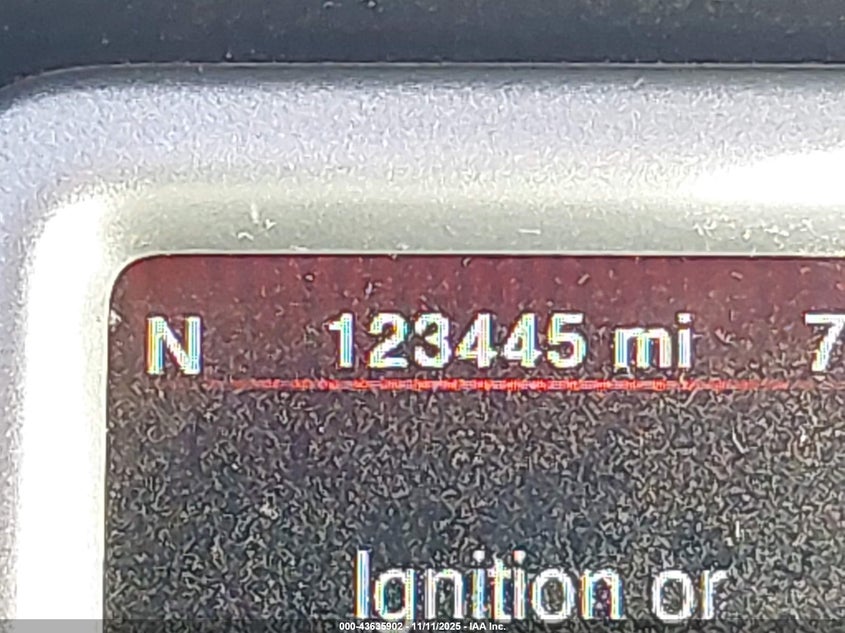 N 123445 mi 7
Ignition or
000-43635902 - 11/11/2025 - IAA Inc.